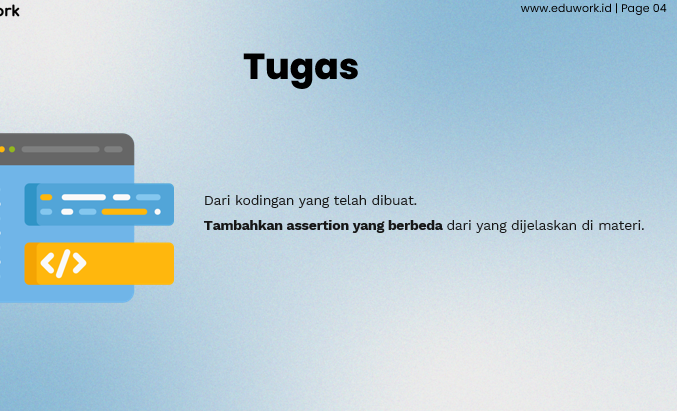 ork
www.eduwork.id | Page 04
Tugas
</>
Dari kodingan yang telah dibuat.
Tambahkan assertion yang berbeda dari yang dijelaskan di materi.